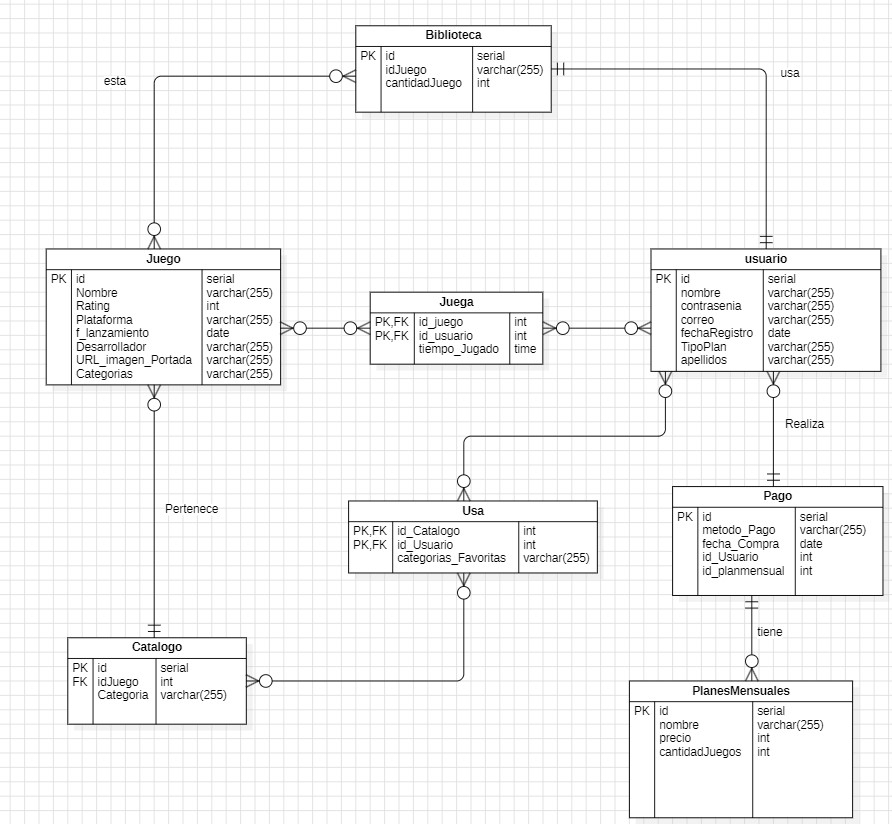 Biblioteca
PK id serial
idJuego varchar(255)
cantidadJuego int
esta
usa
Juego
PK id serial
Nombre varchar(255)
Rating int
Plataforma varchar(255)
f_lanzamiento date
Desarrollador varchar(255)
URL_imagen_Portada varchar(255)
Categorias varchar(255)
Juega
PK,FK id_juego int
PK,FK id_usuario int
tiempo_Jugado time
usuario
PK id serial
nombre varchar(255)
contrasenia varchar(255)
correo varchar(255)
fechaRegistro date
TipoPlan varchar(255)
apellidos varchar(255)
Realiza
Pertenece
Usa
PK,FK id_Catalogo int
PK,FK id_Usuario int
categorias_Favoritas varchar(255)
Pago
PK id serial
metodo_Pago varchar(255)
fecha_Compra date
id_Usuario int
id_planmensual int
tiene
Catalogo
PK id serial
FK idJuego int
Categoria varchar(255)
PlanesMensuales
PK id serial
nombre varchar(255)
precio int
cantidadJuegos int